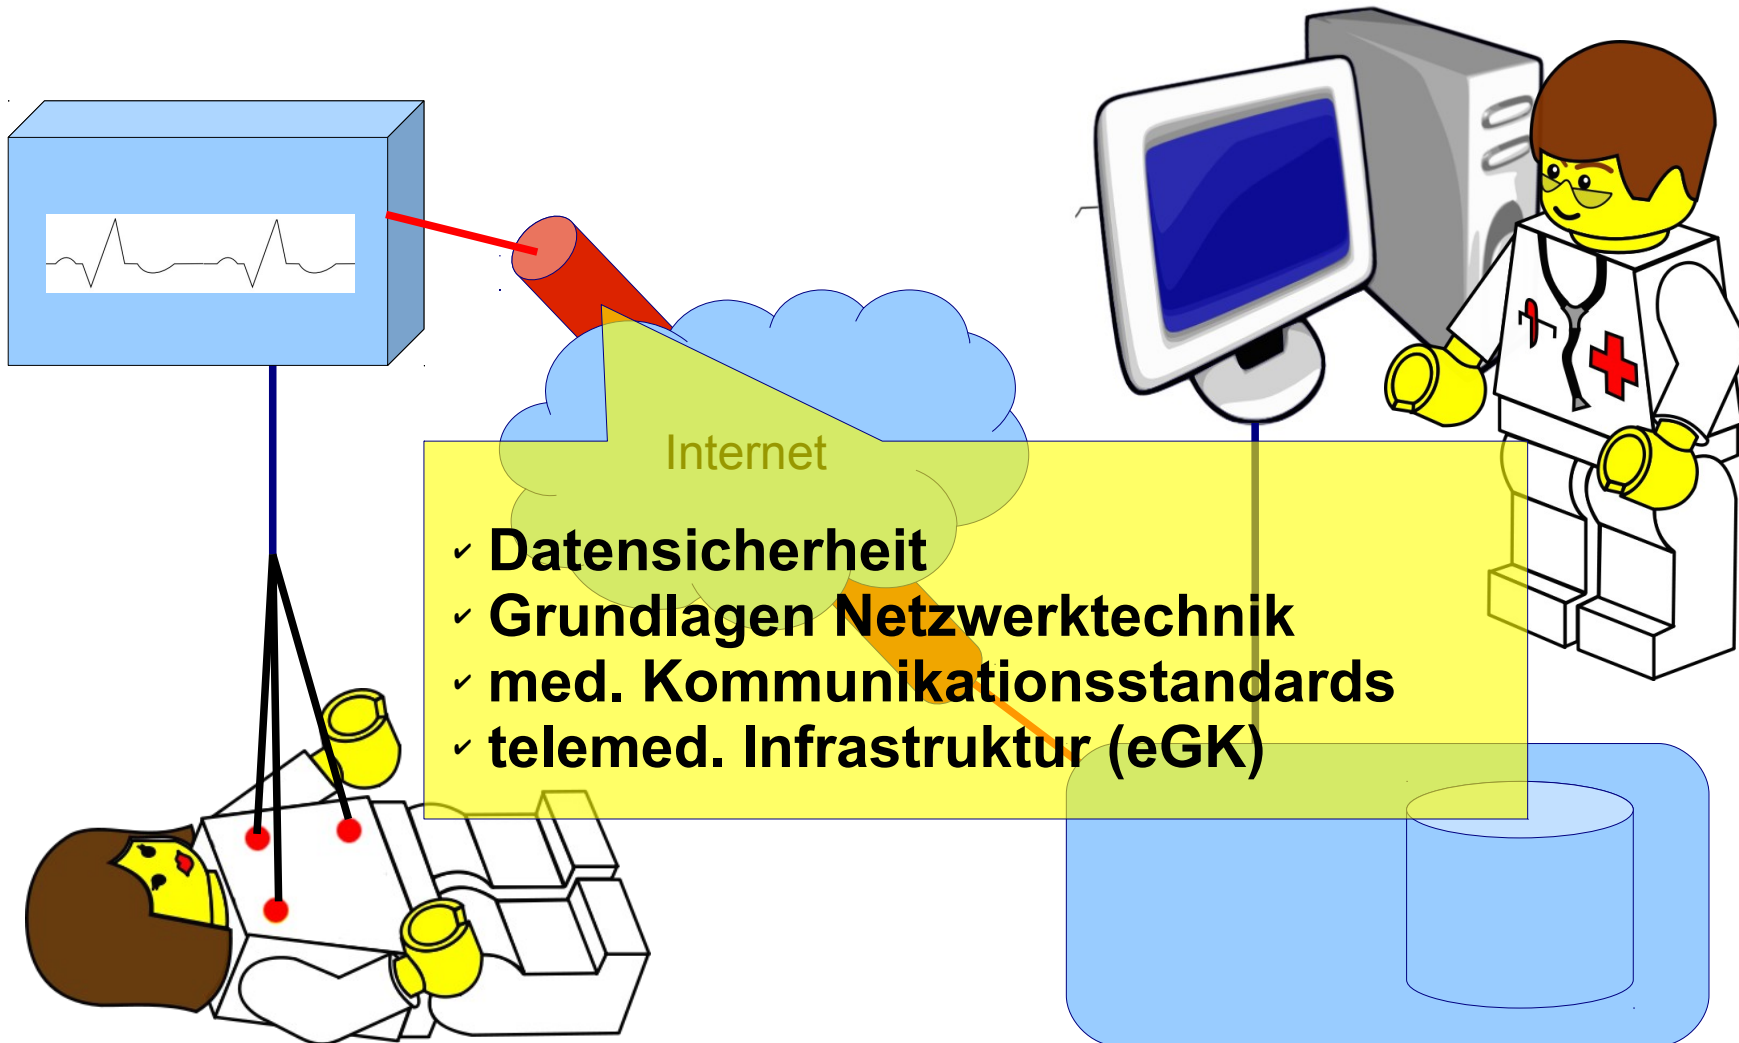 Internet
✔ Datensicherheit
✔ Grundlagen Netzwerktechnik
✔ med. Kommunikationsstandards
✔ telemed. Infrastruktur (eGK)